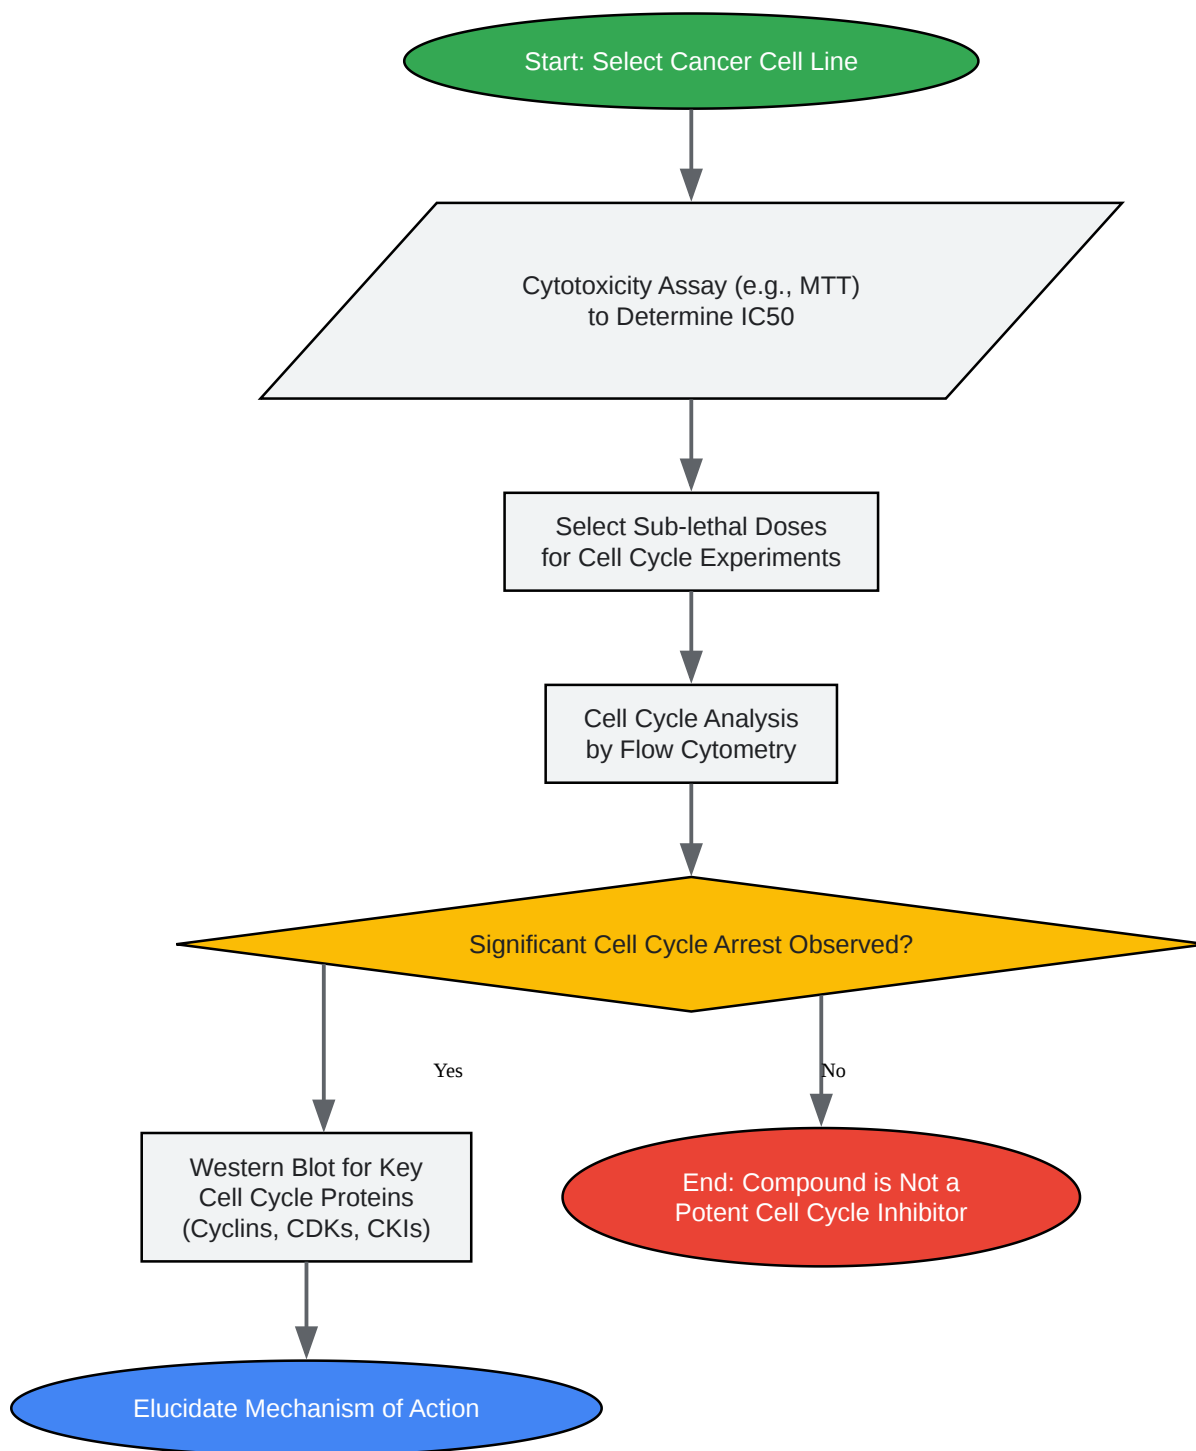 Start: Select Cancer Cell Line
Cytotoxicity Assay (e.g., MTT)
to Determine IC50
Select Sub-lethal Doses
for Cell Cycle Experiments
Cell Cycle Analysis
by Flow Cytometry
Significant Cell Cycle Arrest Observed?
Yes
No
Western Blot for Key
Cell Cycle Proteins
(Cyclins, CDKs, CKIs)
End: Compound is Not a
Potent Cell Cycle Inhibitor
Elucidate Mechanism of Action